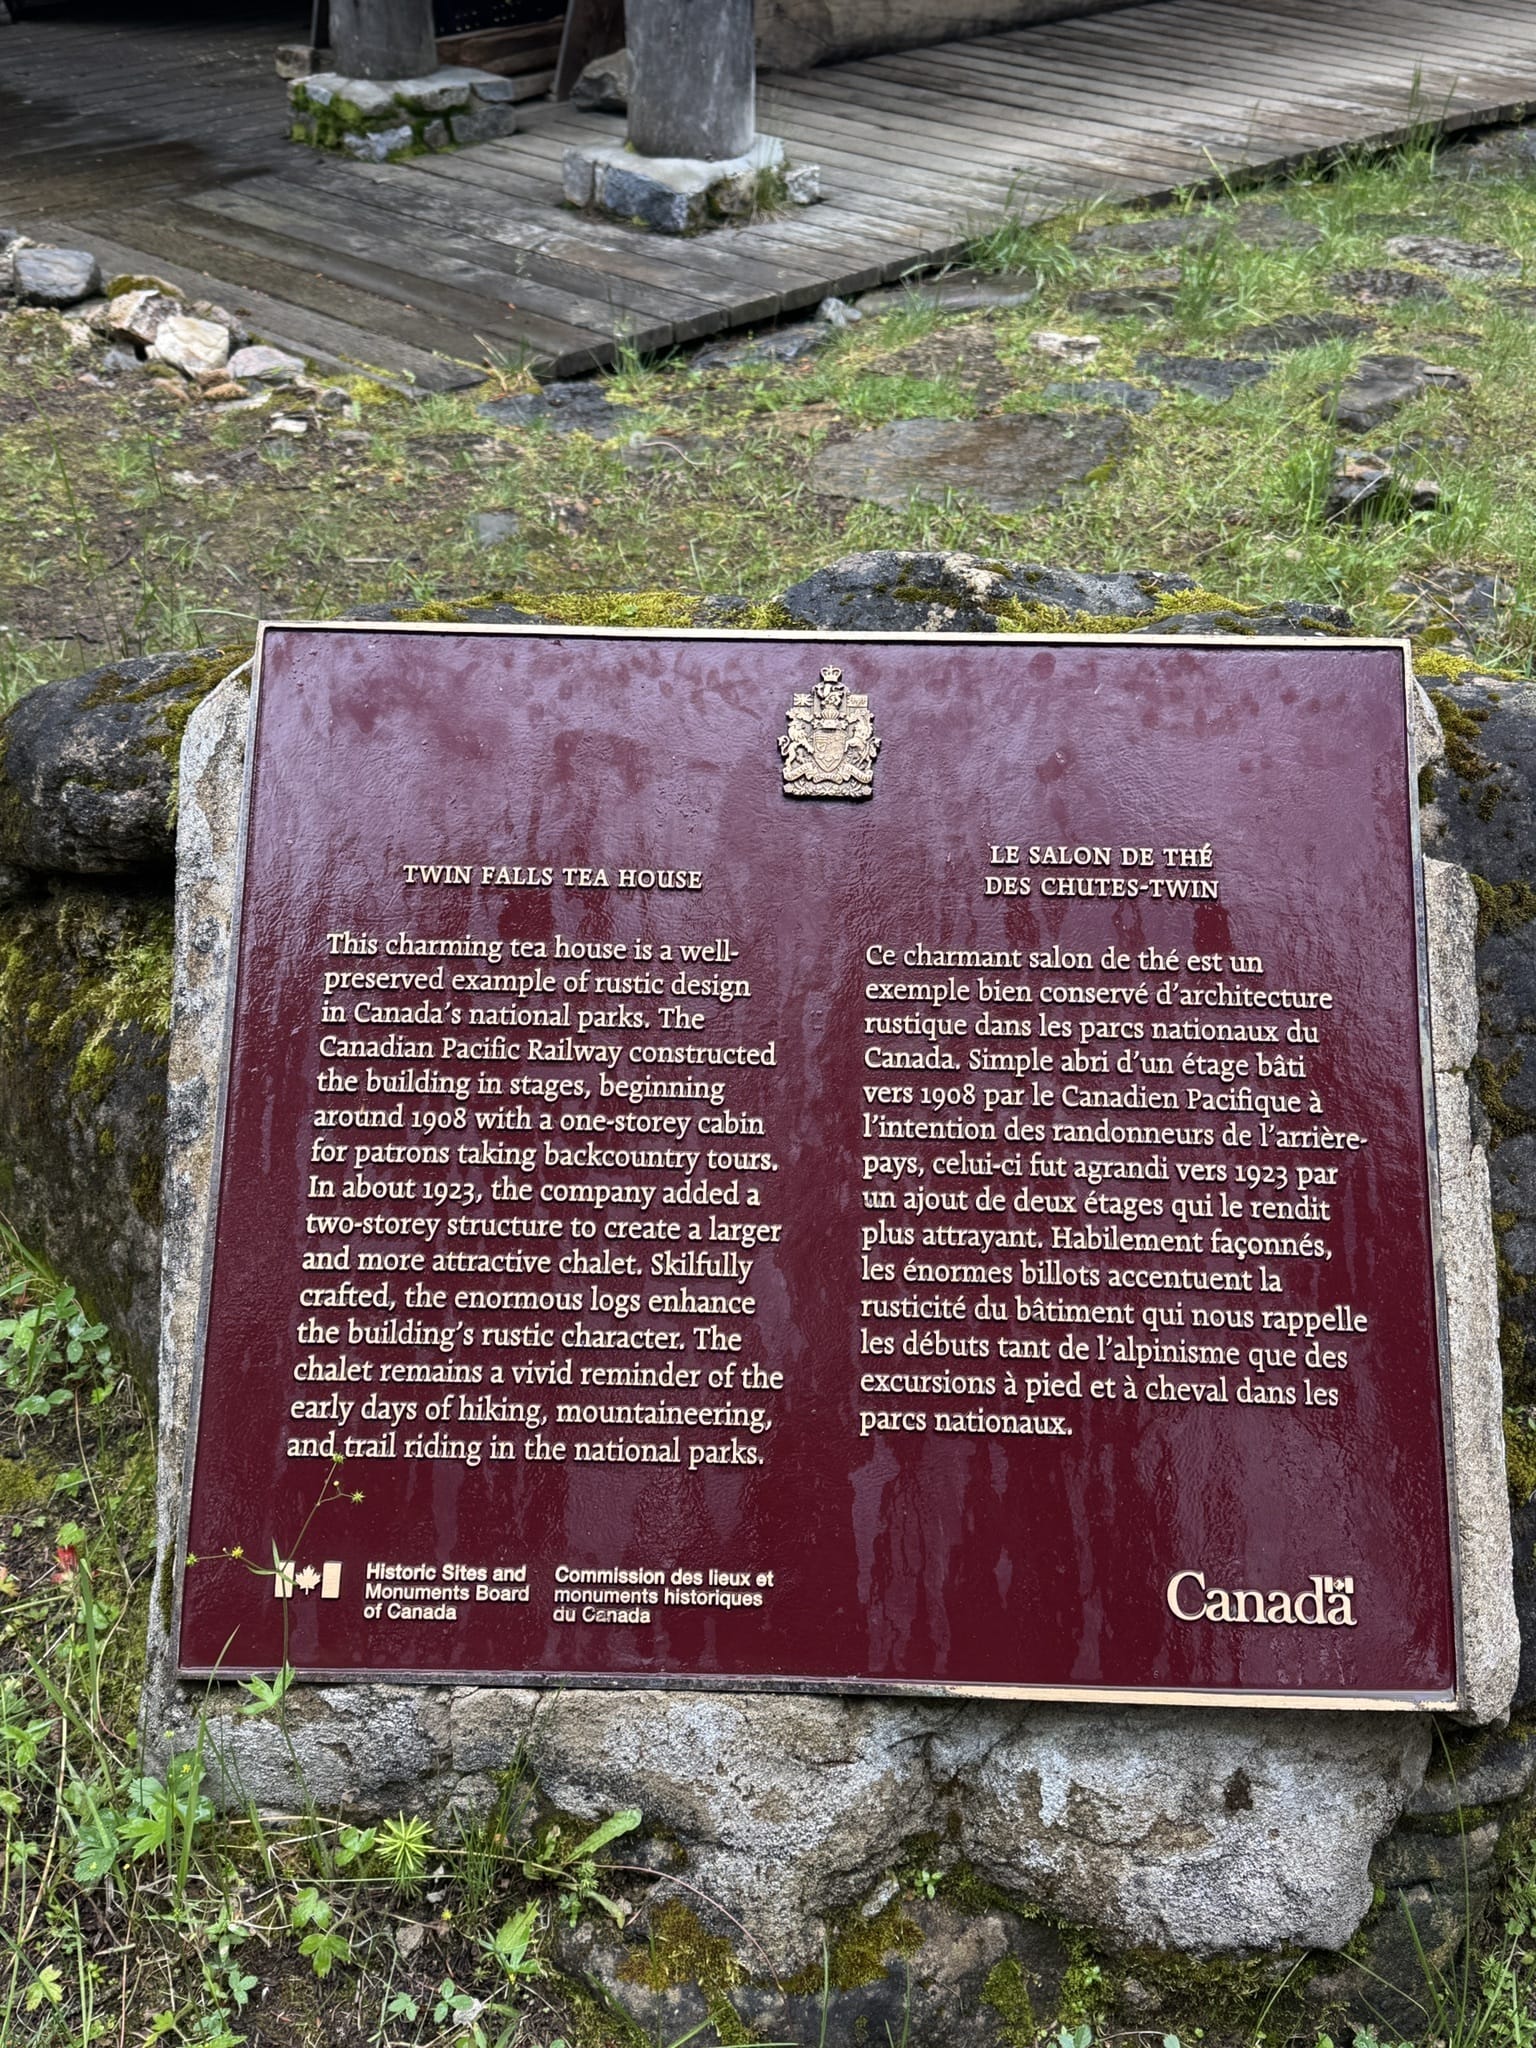 TWIN FALLS TEA HOUSE
This charming tea house is a well-
preserved example of rustic design
in Canada's national parks. The
Canadian Pacific Railway constructed
the building in stages, beginning
around 1908 with a one-storey cabin
for patrons taking backcountry tours.
In about 1923, the company added a
two-storey structure to create a larger
and more attractive chalet. Skilfully
crafted, the enormous logs enhance
the building's rustic character. The
chalet remains a vivid reminder of the
early days of hiking, mountaineering,
and trail riding in the national parks.
LE SALON DE THÉ
DES CHUTES-TWIN
Ce charmant salon de thé est un
exemple bien conservé d'architecture
rustique dans les parcs nationaux du
Canada. Simple abri d'un étage bâti
vers 1908 par le Canadien Pacifique à
l'intention des randonneurs de l'arrière-
pays, celui-ci fut agrandi vers 1923 par
un ajout de deux étages qui le rendit
plus attrayant. Habilement façonnés,
les énormes billots accentuent la
rusticité du bâtiment qui nous rappelle
les débuts tant de l'alpinisme que des
excursions à pied et à cheval dans les
parcs nationaux.
Historic Sites and
Monuments Board
of Canada
Commission des lieux et
monuments historiques
du Canada
Canada